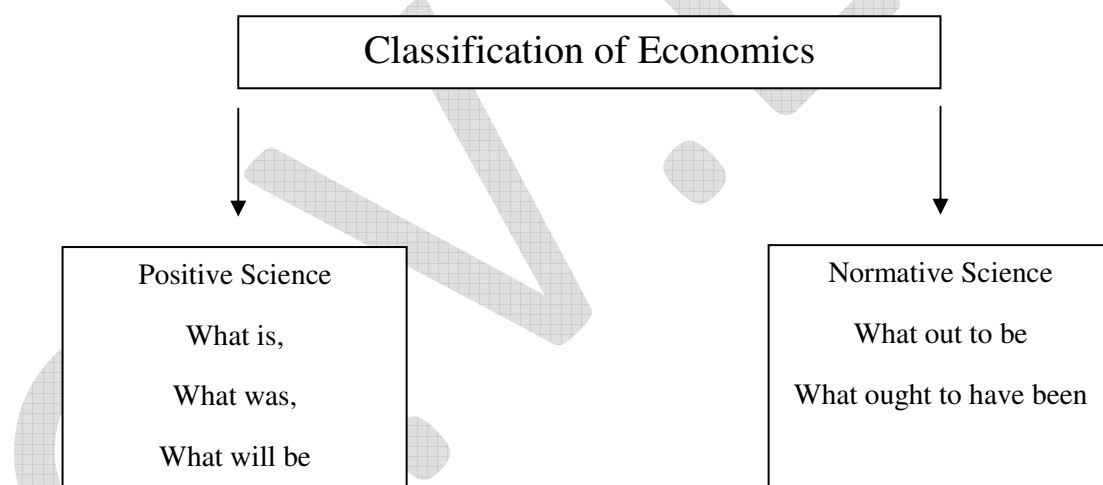 Classification of Economics
Positive Science
What is,
What was,
What will be
Normative Science
What out to be
What ought to have been